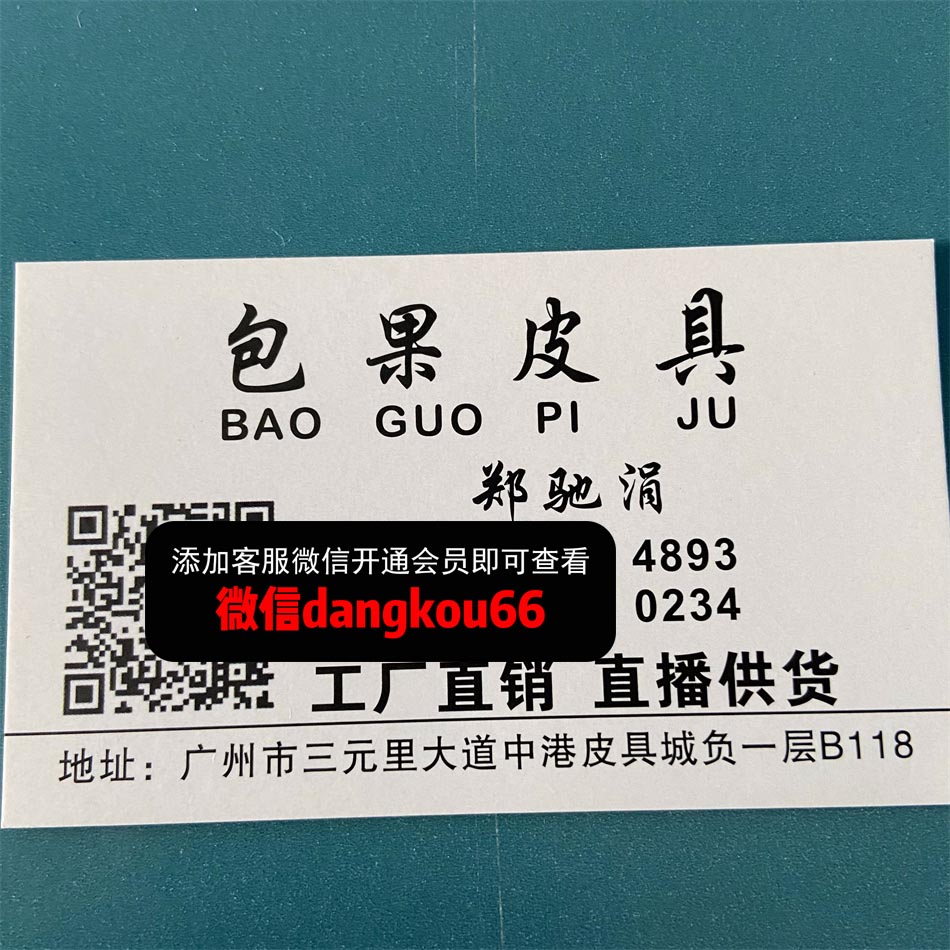 包果皮具
BAO GUO PI JU
郑驰涓
添加客服微信开通会员即可查看
4893
微信dangkou66
0234
工厂直销 直播供货
地址：广州市三元里大道中港皮具城负一层B118